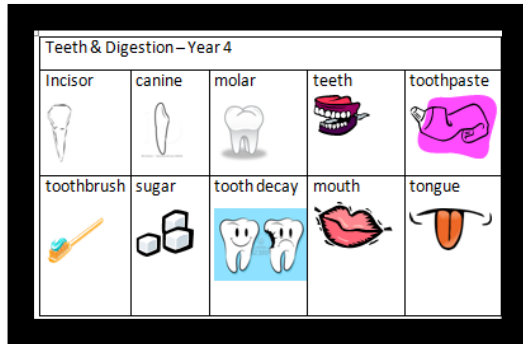 Teeth & Digestion – Year 4
Incisor
canine
molar
teeth
toothpaste
toothbrush
sugar
tooth decay
mouth
tongue